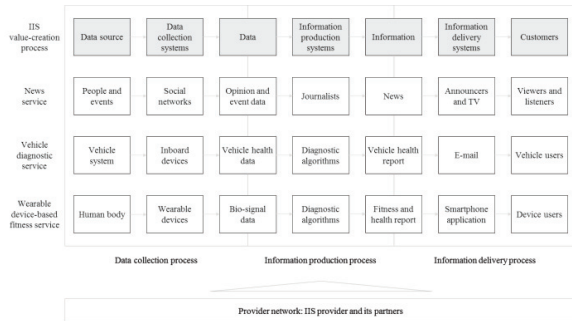 IIS
value-creation
process
Data source
Data
collection
systems
Data
Information
production
systems
Information
Information
delivery
systems
Customers
News
service
People and
events
Social
networks
Opinion and
event data
Journalists
News
Announcers
and TV
Viewers and
listeners
Vehicle
diagnostic
service
Vehicle
system
Inboard
devices
Vehicle health
data
Diagnostic
algorithms
Vehicle health
report
E-mail
Vehicle users
Wearable
device-based
fitness service
Human body
Wearable
devices
Bio-signal
data
Diagnostic
algorithms
Fitness and
health report
Smartphone
application
Device users
Data collection process
Information production process
Information delivery process
Provider network: IIS provider and its partners